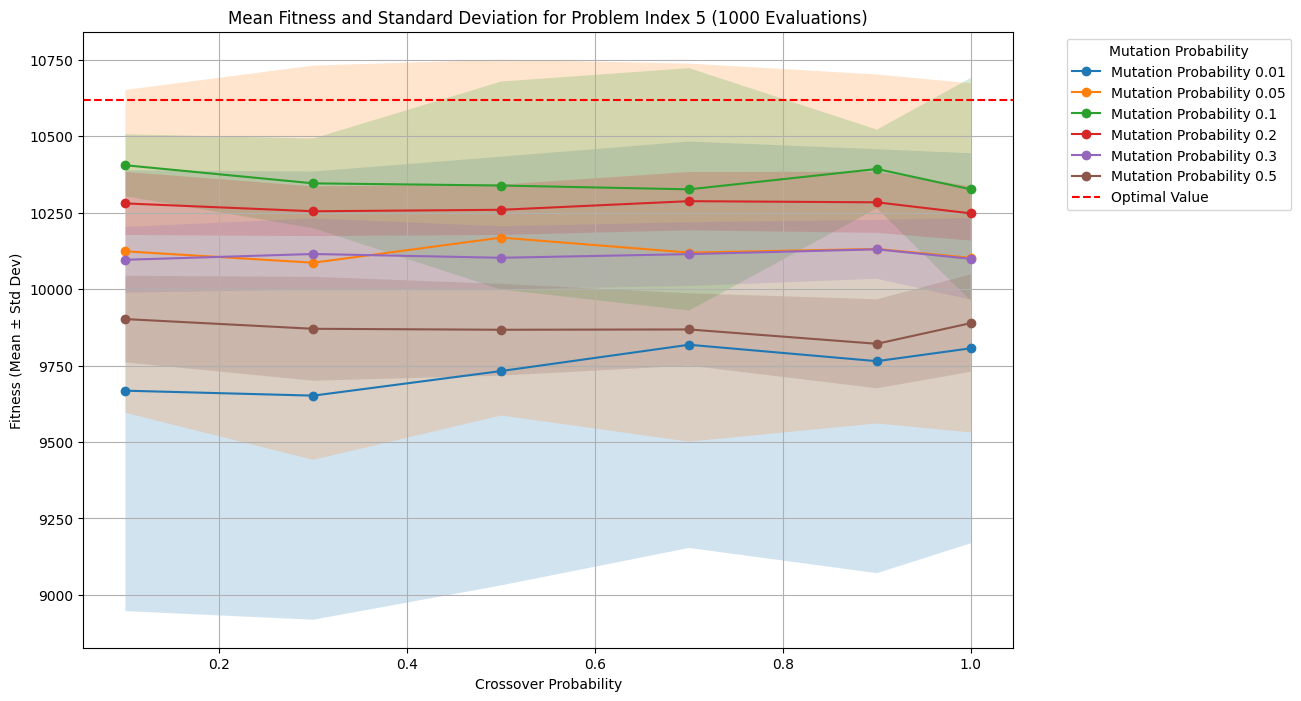 Mean Fitness and Standard Deviation for Problem Index 5 (1000 Evaluations)
Fitness (Mean ± Std Dev)
10750
10500
10250
10000
9750
9500
9250
9000
0.2
0.4
0.6
0.8
1.0
Crossover Probability
Mutation Probability
Mutation Probability 0.01
Mutation Probability 0.05
Mutation Probability 0.1
Mutation Probability 0.2
Mutation Probability 0.3
Mutation Probability 0.5
Optimal Value